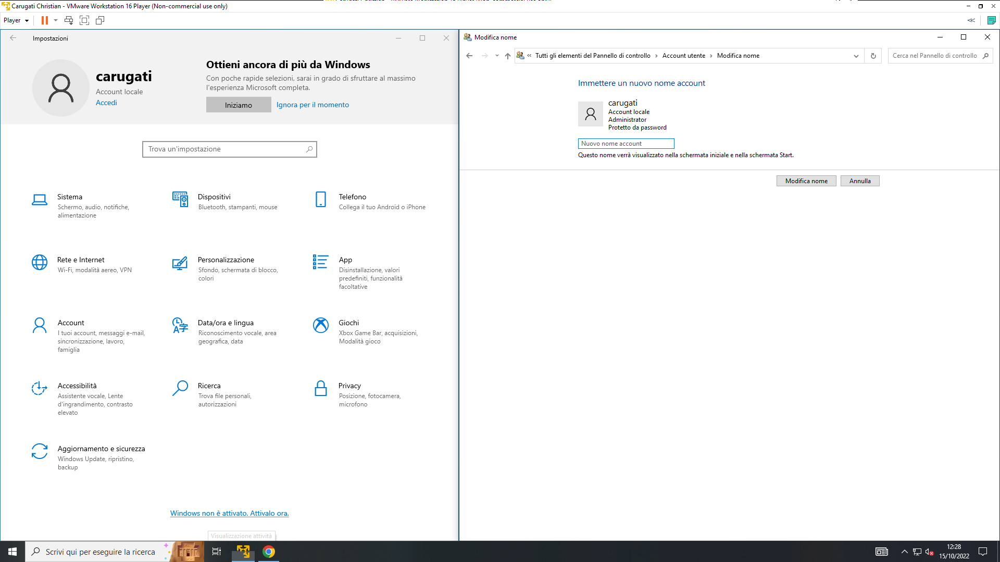 Carugati Christian - VMware Workstation 16 Player (Non-commercial use only)
Player
Impostazioni
carugati
Account locale
Accedi
Ottieni ancora di più da Windows
Con poche rapide selezioni, sarai in grado di sfruttare al massimo
l'esperienza Microsoft completa.
Iniziamo
Ignora per il momento
Trova un'impostazione
Sistema
Schermo, audio, notifiche,
alimentazione
Dispositivi
Bluetooth, stampanti, mouse
Telefono
Collega il tuo Android o iPhone
Rete e Internet
Wi-Fi, modalità aereo, VPN
Personalizzazione
Sfondo, schermata di blocco,
colori
App
Disinstallazione, valori
predefiniti, funzionalità
facoltative
Account
I tuoi account, messaggi e-mail,
sincronizzazione, lavoro,
famiglia
Data/ora e lingua
Riconoscimento vocale, area
geografica, data
Giochi
Xbox Game Bar, acquisizioni,
Modalità gioco
Accessibilità
Assistente vocale, Lente
d'ingrandimento, contrasto
elevato
Ricerca
Trova file personali,
autorizzazioni
Privacy
Posizione, fotocamera,
microfono
Aggiornamento e sicurezza
Windows Update, ripristino,
backup
Windows non è attivato. Attivalo ora.
Visualizzazione attività
Modifica nome
« Tutti gli elementi del Pannello di controllo › Account utente › Modifica nome
Cerca nel Pannello di controllo
Immettere un nuovo nome account
carugati
Account locale
Administrator
Protetto da password
Nuovo nome account
Questo nome verrà visualizzato nella schermata iniziale e nella schermata Start.
Modifica nome
Annulla
Scrivi qui per eseguire la ricerca
12:28
15/10/2022